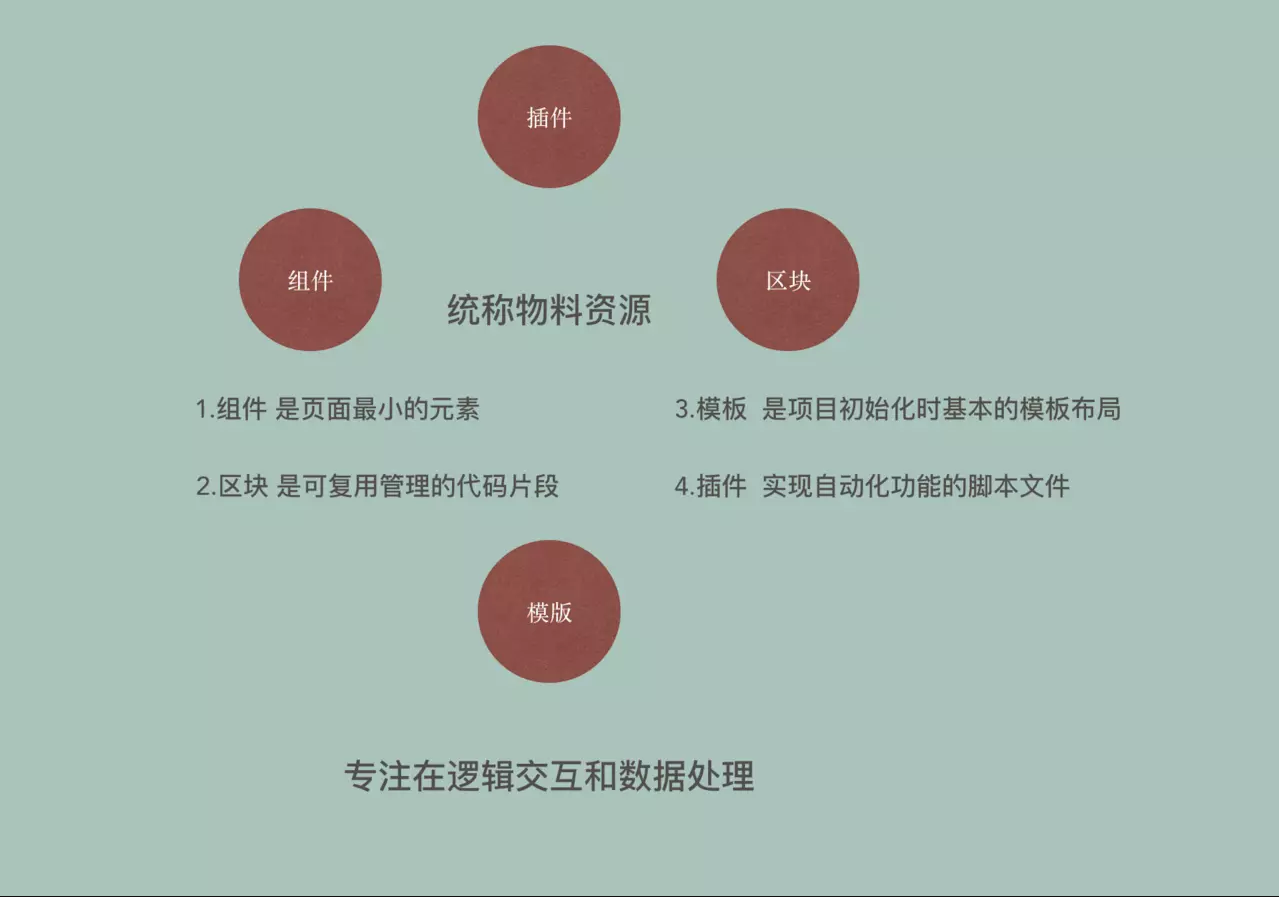 插件
组件
区块
统称物料资源
1.组件 是页面最小的元素
3.模板 是项目初始化时基本的模板布局
2.区块 是可复用管理的代码片段
4.插件 实现自动化功能的脚本文件
模版
专注在逻辑交互和数据处理